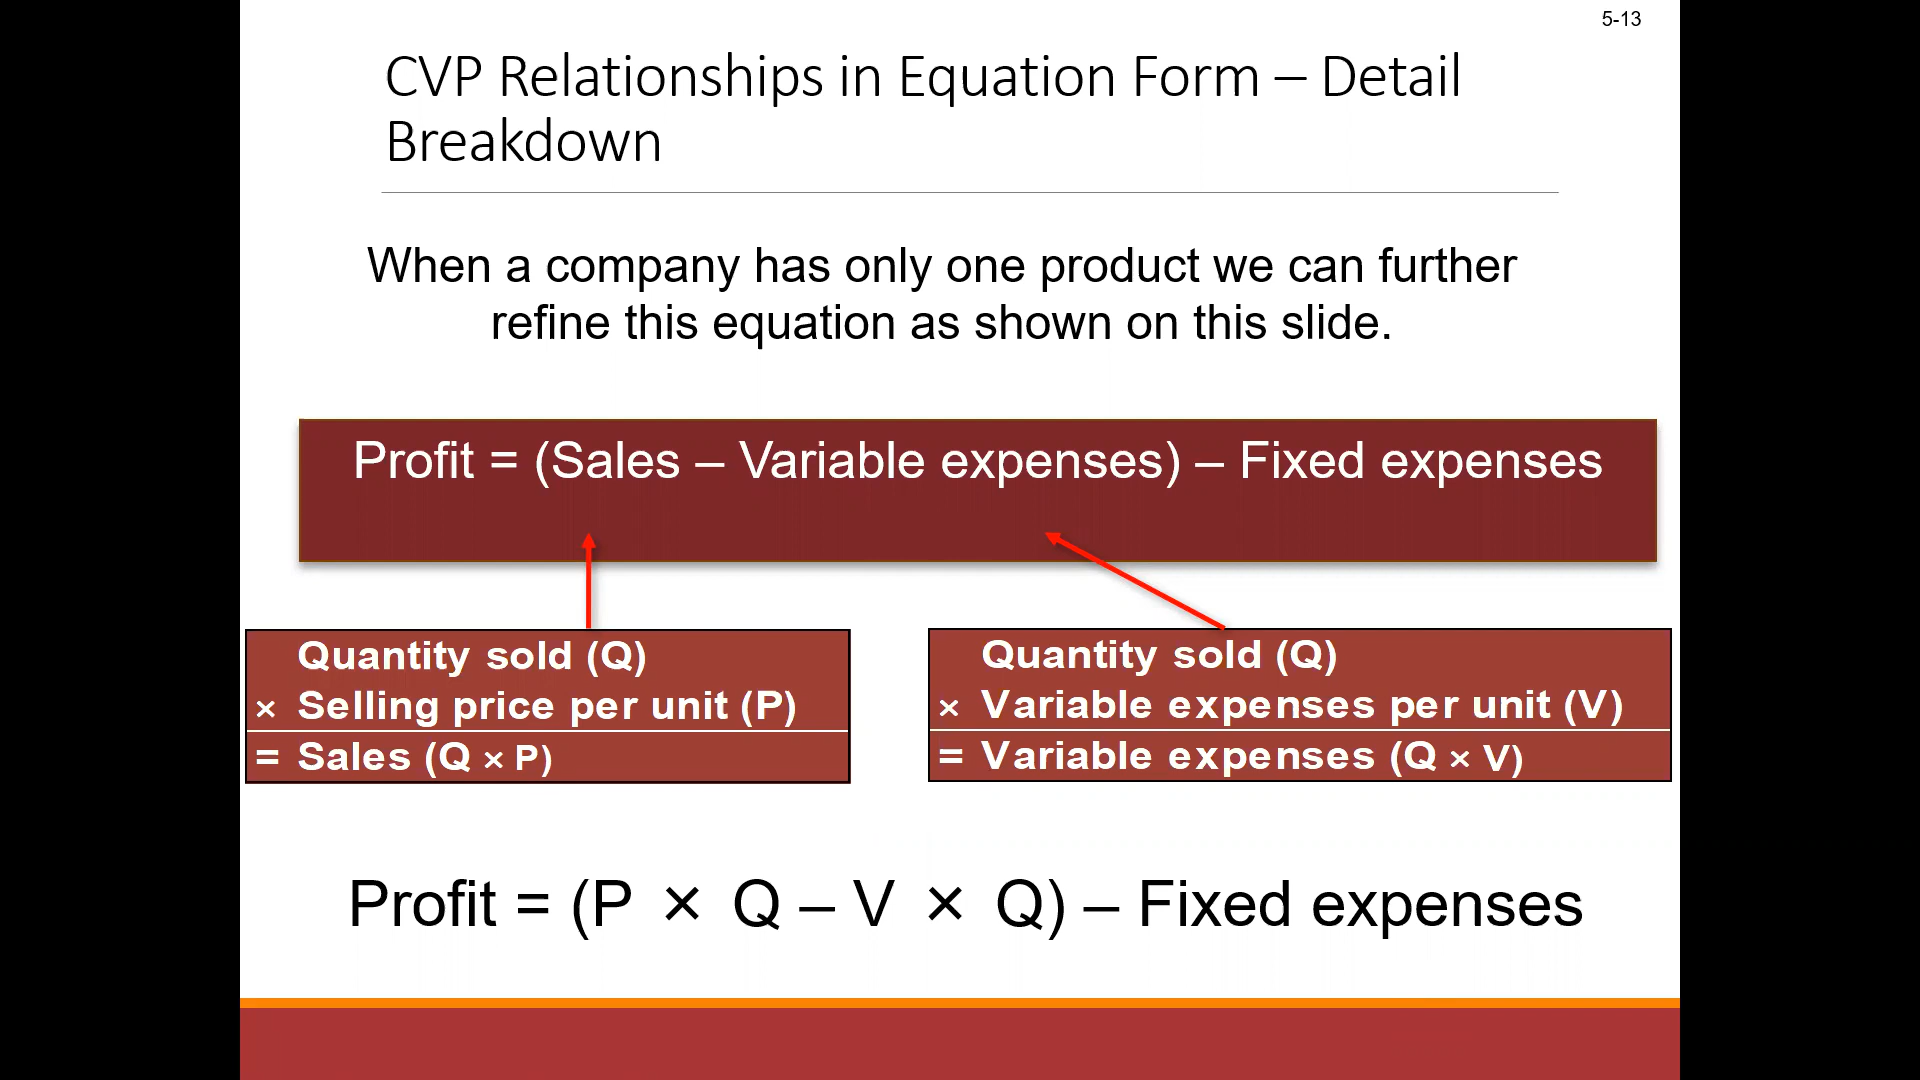 5-13
CVP Relationships in Equation Form – Detail
Breakdown
When a company has only one product we can further
refine this equation as shown on this slide.
Profit = (Sales – Variable expenses) – Fixed expenses
Quantity sold (Q)
× Selling price per unit (P)
= Sales (Q × P)
Quantity sold (Q)
× Variable expenses per unit (V)
= Variable expenses (Q × V)
Profit = (P × Q – V × Q) – Fixed expenses